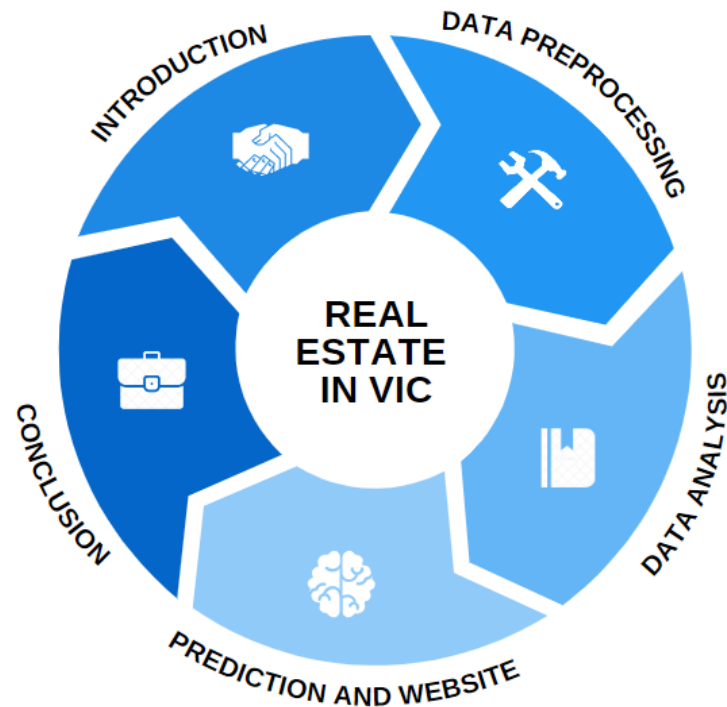 INTRODUCTION
DATA PREPROCESSING
DATA ANALYSIS
PREDICTION AND WEBSITE
CONCLUSION
REAL
ESTATE
IN VIC